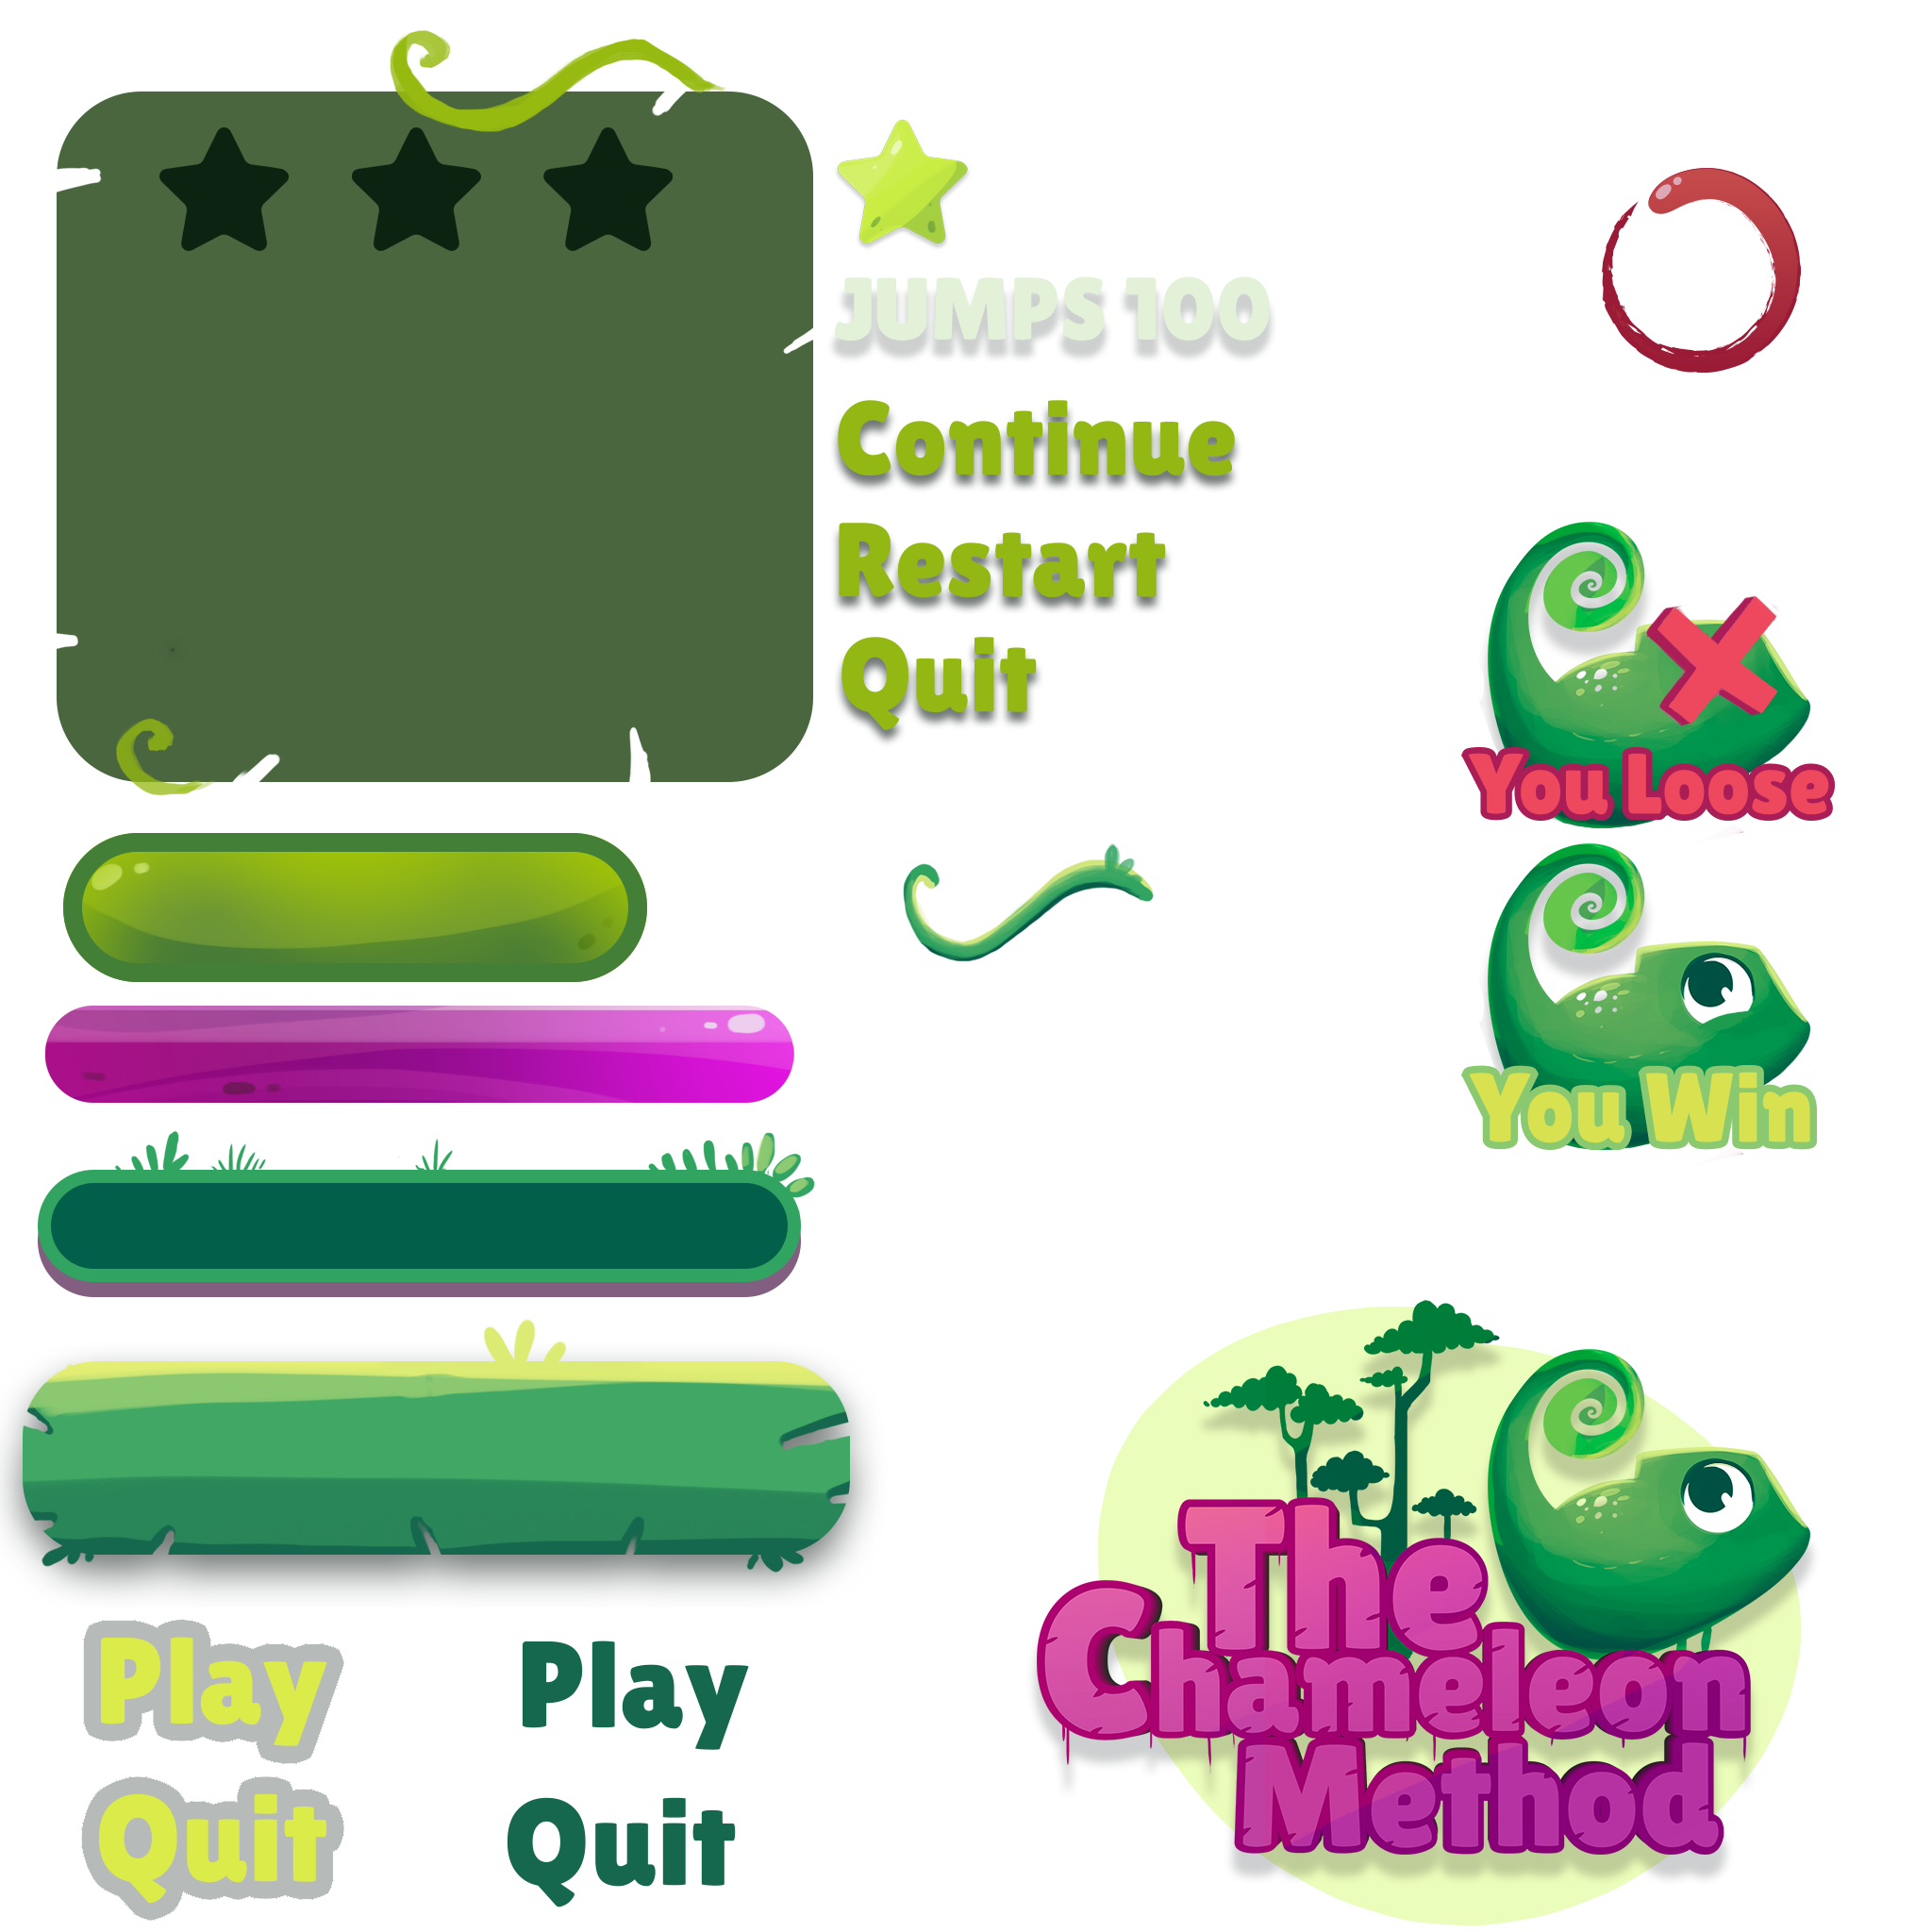 JUMPS 100
Continue
Restart
Quit
You Loose
You Win
Play
Play
Quit
Quit
The
Chameleon
Method